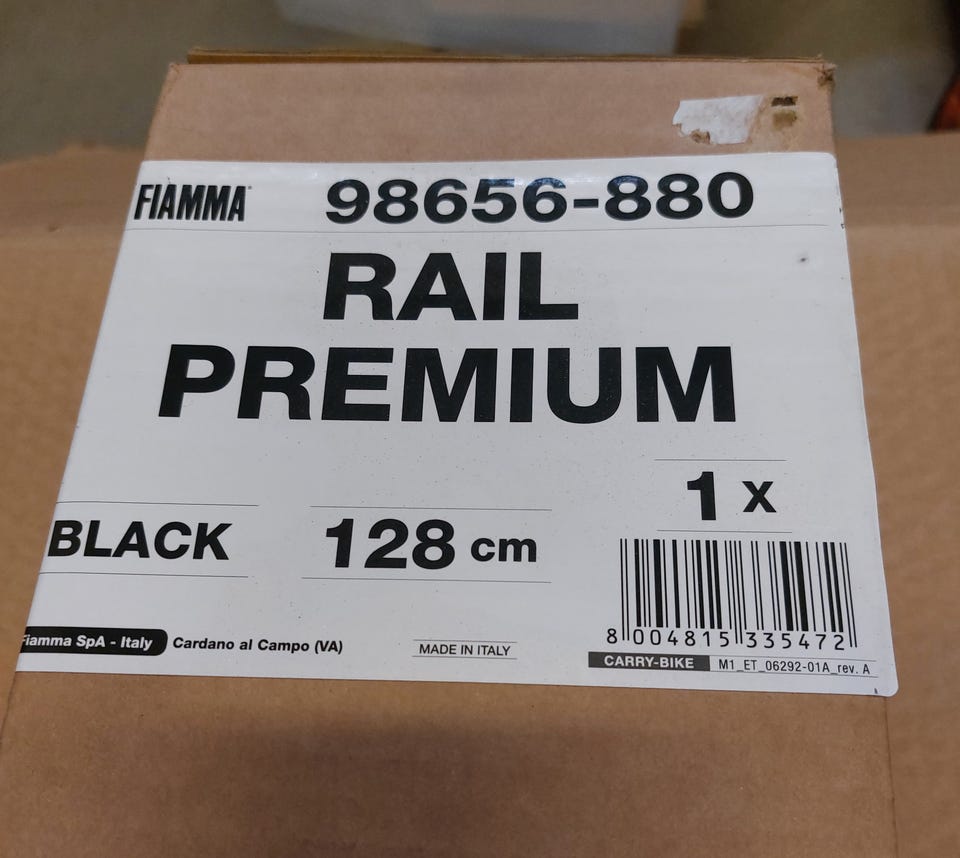 FIAMMA 98656-880
RAIL
PREMIUM
1 x
BLACK 128 cm
8 004815 335472
Fiamma SpA - Italy Cardano al Campo (VA) MADE IN ITALY
CARRY-BIKE M1_ET_06292-01A_rev. A